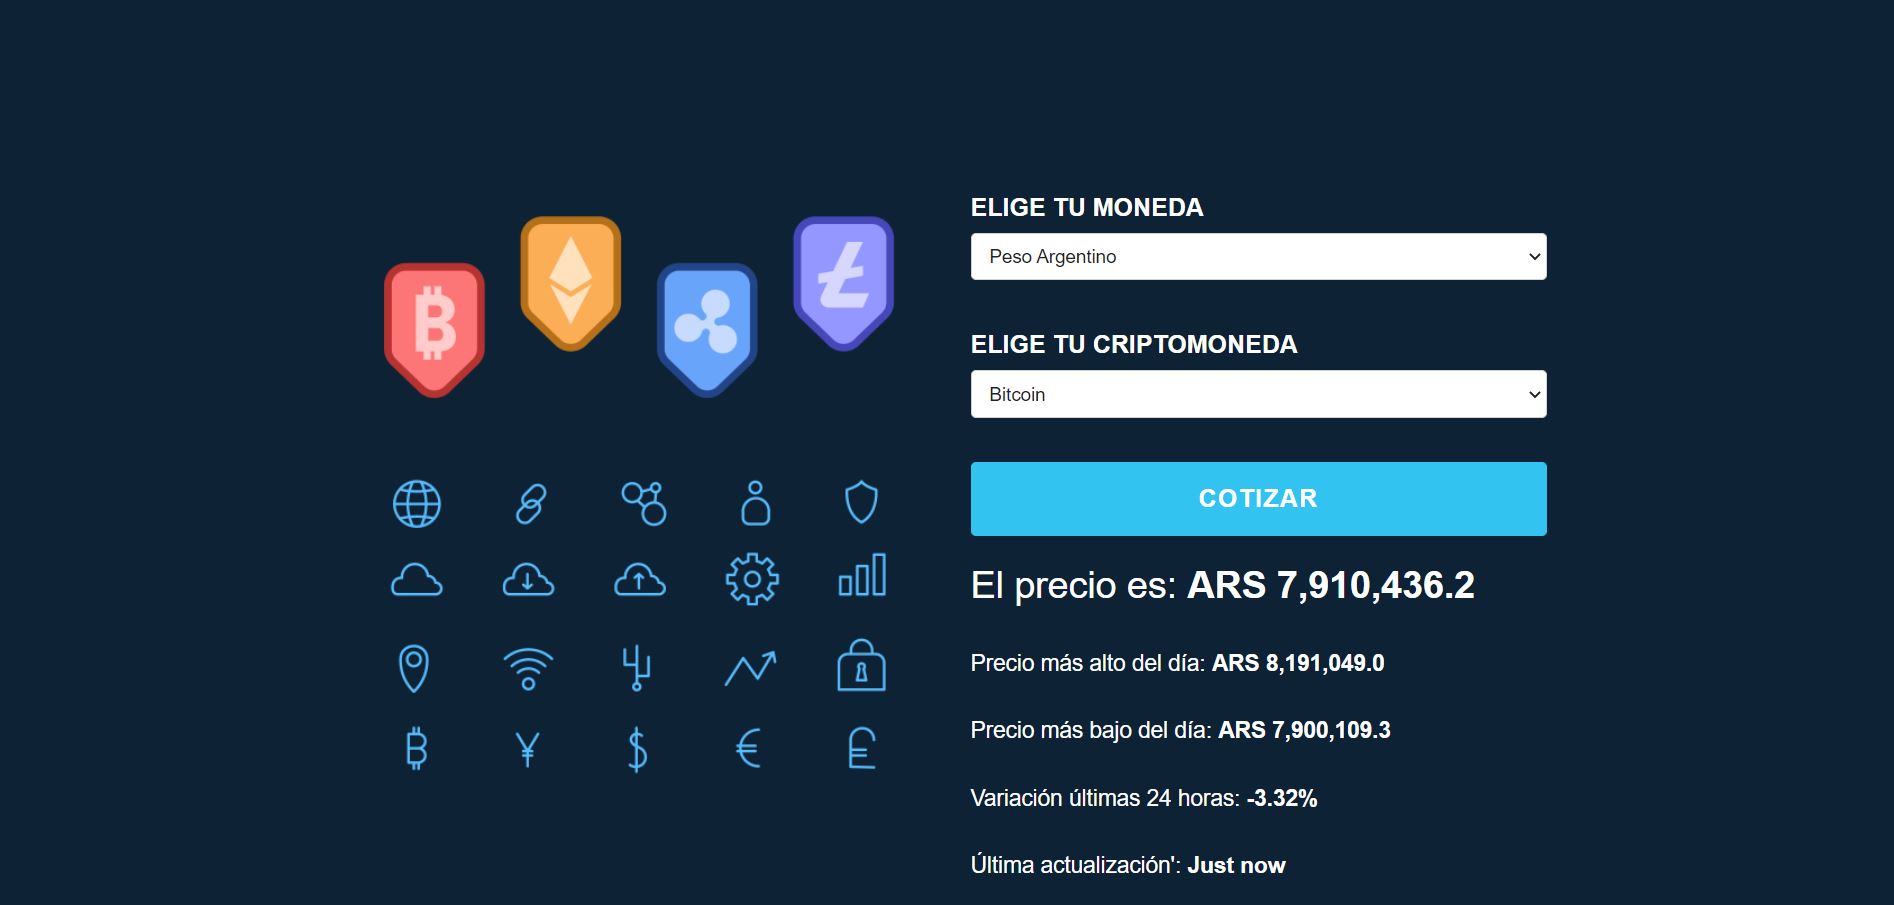 ELIGE TU MONEDA
Peso Argentino
ELIGE TU CRIPTOMONEDA
Bitcoin
COTIZAR
El precio es: ARS 7,910,436.2
Precio más alto del día: ARS 8,191,049.0
Precio más bajo del día: ARS 7,900,109.3
Variación últimas 24 horas: -3.32%
Última actualización': Just now